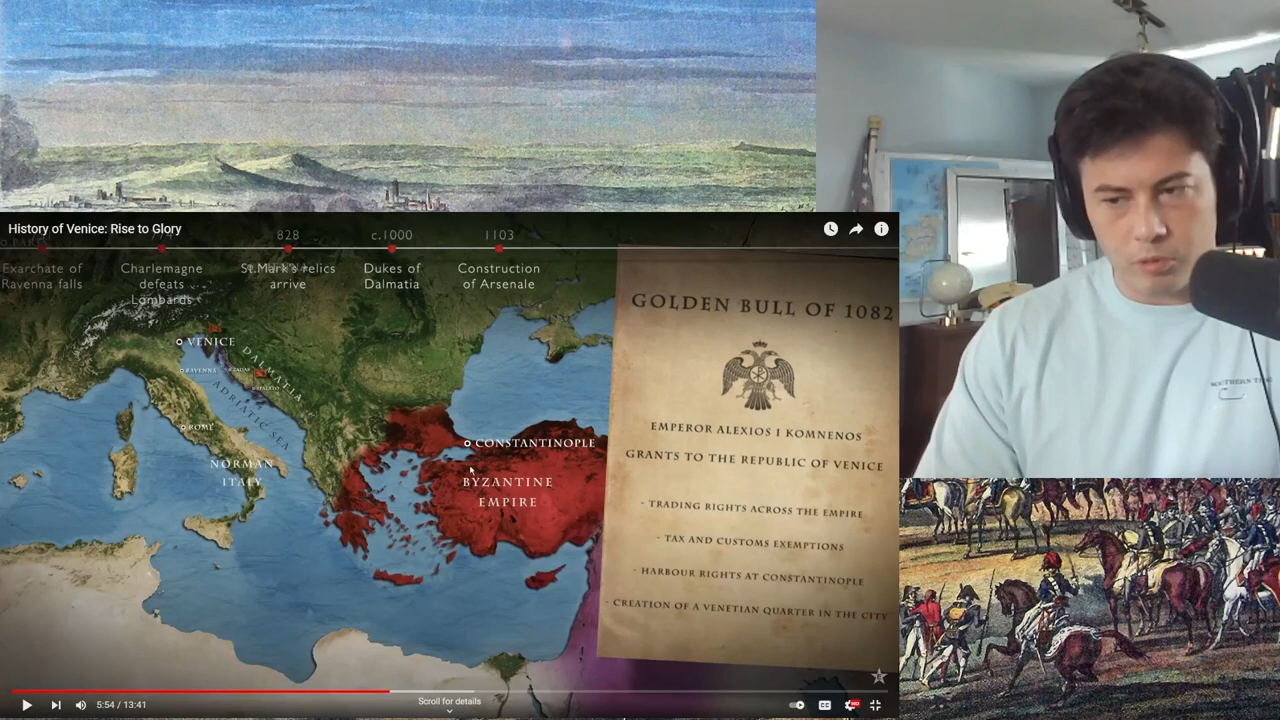 History of Venice: Rise to Glory
828
c.1000
1103
Exarchate of
Ravenna falls
Charlemagne
defeats
Lombards
St.Mark's relics
arrive
Dukes of
Dalmatia
Construction
of Arsenale
GOLDEN BULL OF 1082
EMPEROR ALEXIOS I KOMNENOS
GRANTS TO THE REPUBLIC OF VENICE
- TRADING RIGHTS ACROSS THE EMPIRE
- TAX AND CUSTOMS EXEMPTIONS
- HARBOUR RIGHTS AT CONSTANTINOPLE
- CREATION OF A VENETIAN QUARTER IN THE CITY
VENICE
RAVENNA
DALMATIA
ADRIATIC SEA
ROME
NORMAN
ITALY
CONSTANTINOPLE
BYZANTINE
EMPIRE
5:54 / 13:41
Scroll for details
CC
HD
SOUTHERN